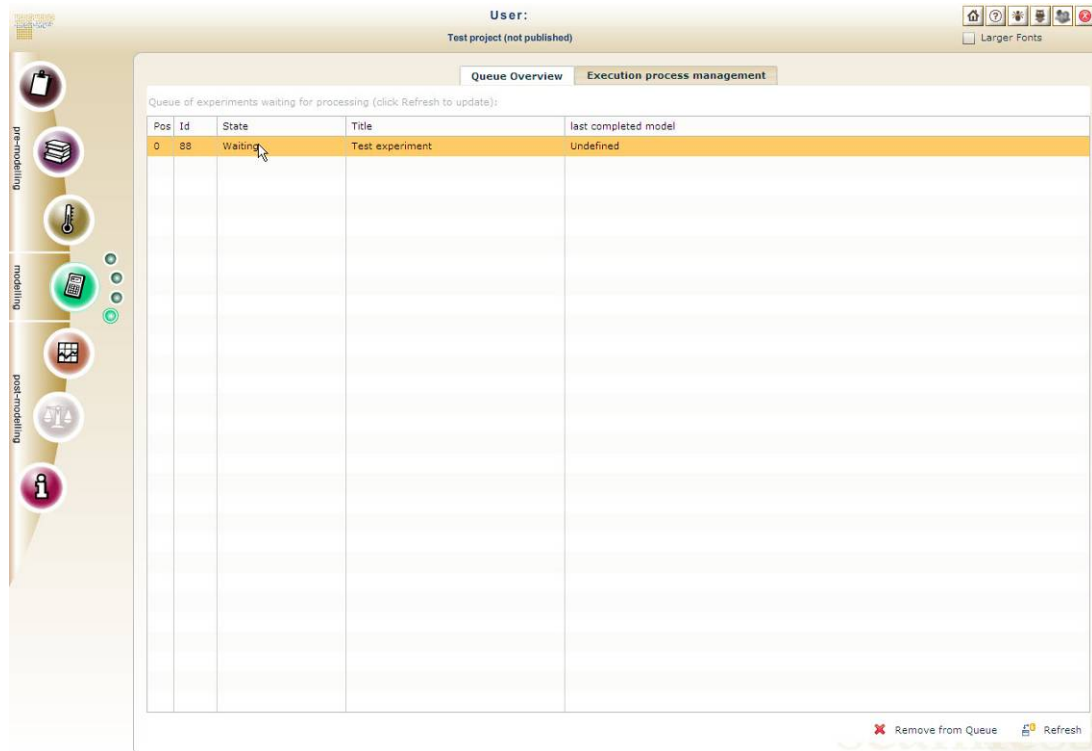 User:
Test project (not published)
Larger Fonts
Queue Overview Execution process management
Queue of experiments waiting for processing (click Refresh to update):
Pos Id State Title last completed model
0 88 Waiting Test experiment Undefined
pre-modelling
modelling
post-modelling
Remove from Queue Refresh